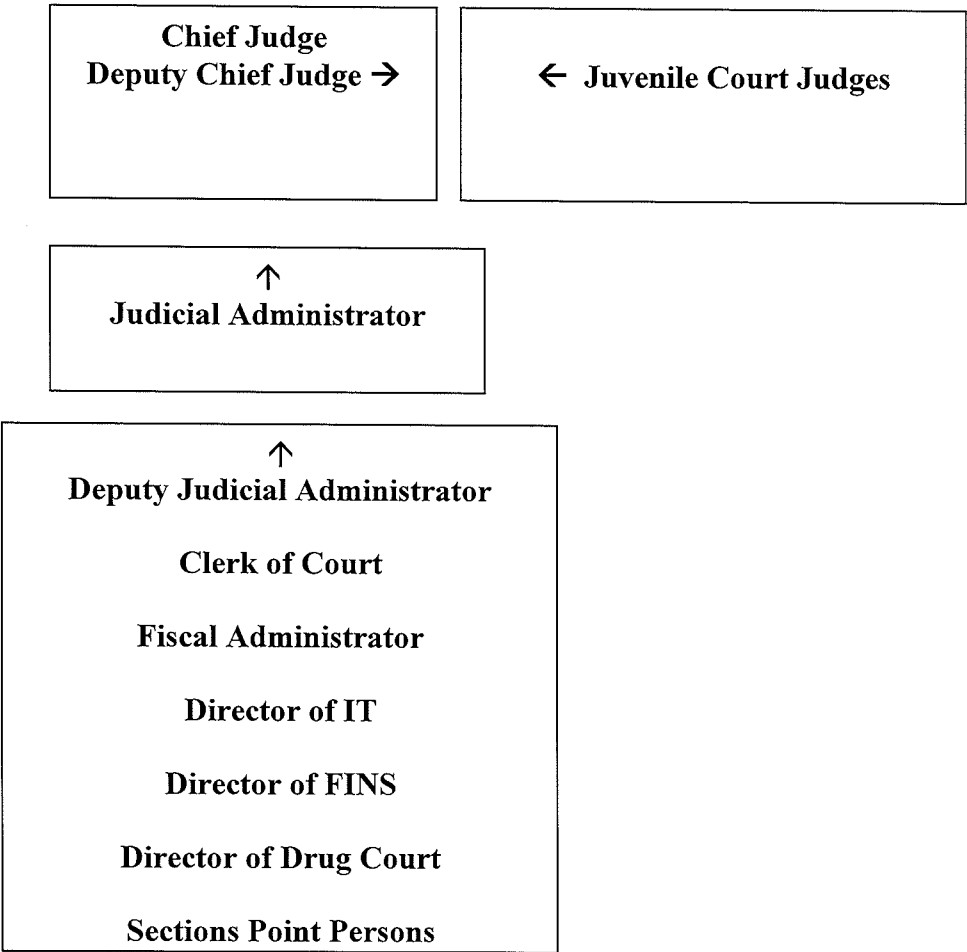 Chief Judge
Deputy Chief Judge →
← Juvenile Court Judges
↑
Judicial Administrator
↑
Deputy Judicial Administrator
Clerk of Court
Fiscal Administrator
Director of IT
Director of FINS
Director of Drug Court
Sections Point Persons